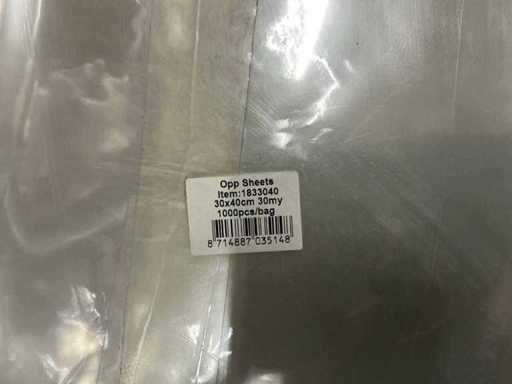 Opp Sheets
Item:1833040
30x40cm 30my
1000pcs/bag
8 714887 035148